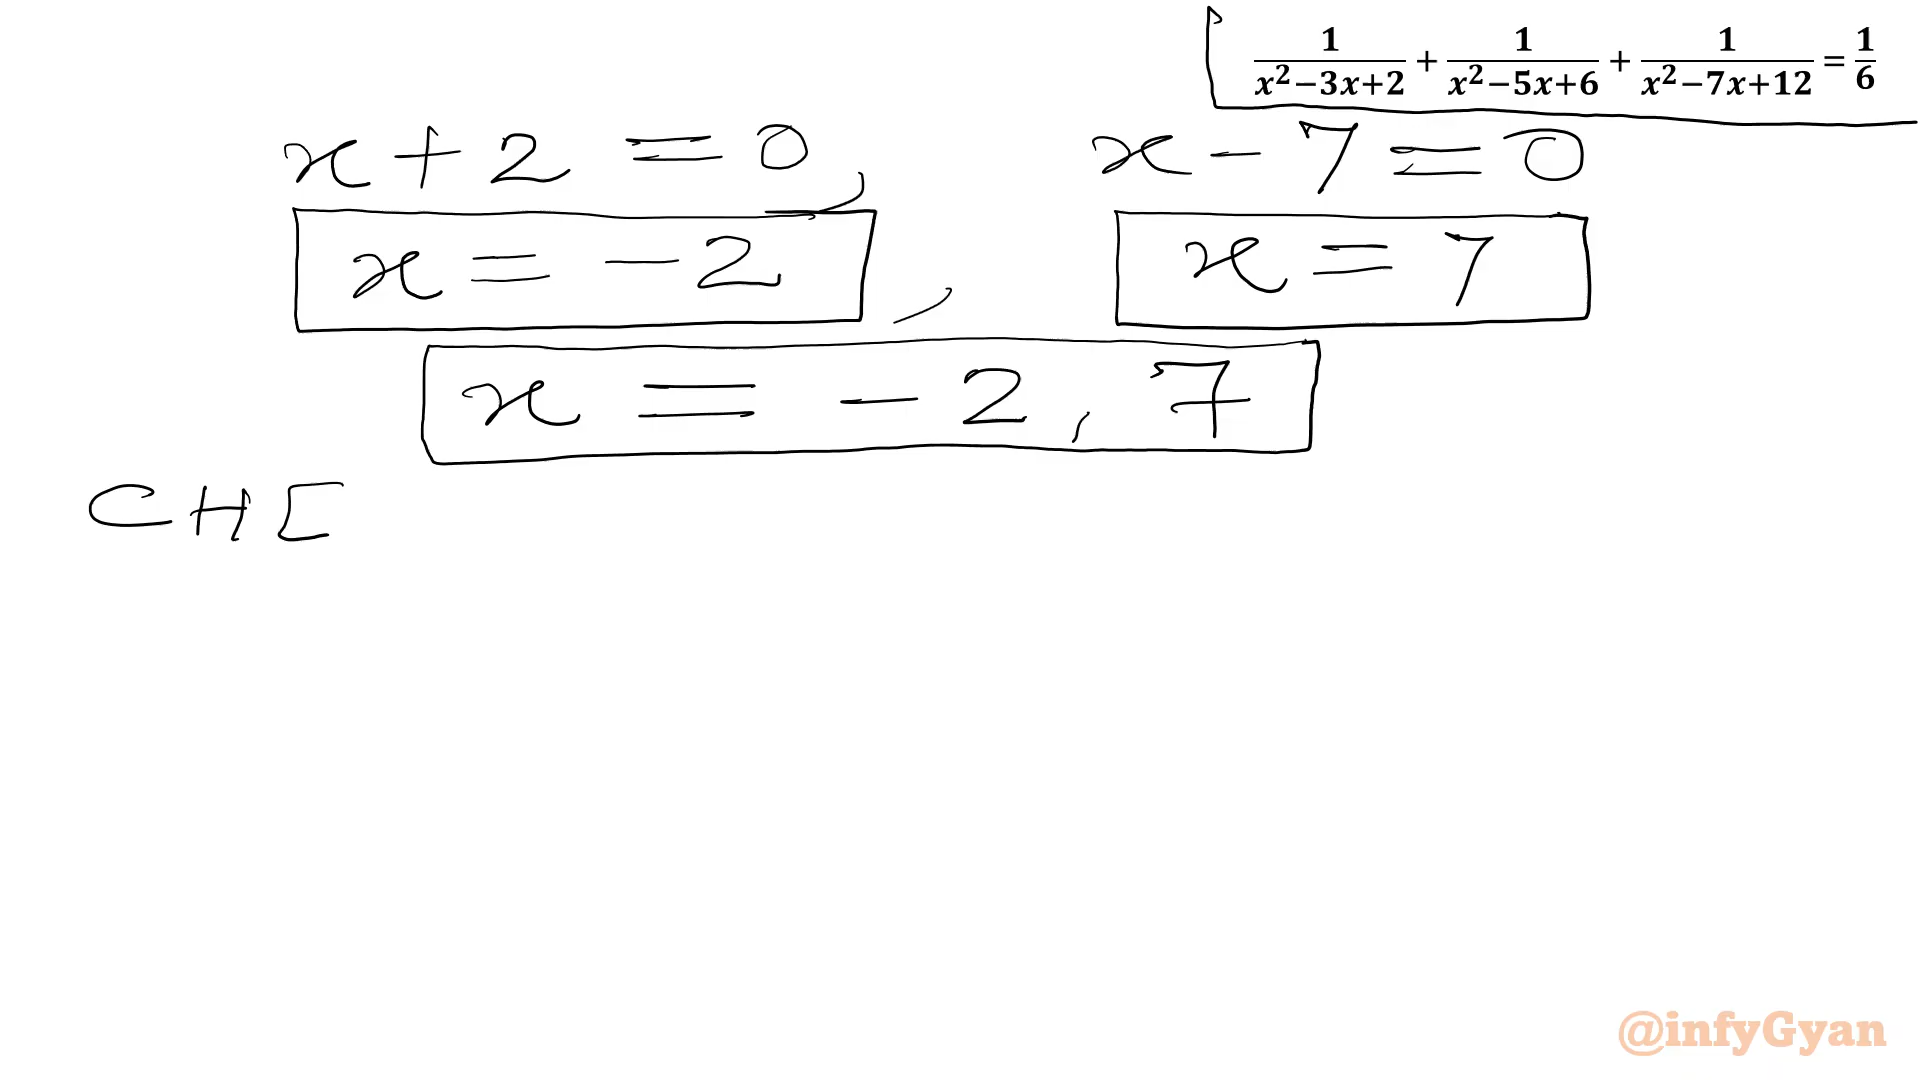 1/(x²−3x+2) + 1/(x²−5x+6) + 1/(x²−7x+12) = 1/6
x + 2 = 0, x − 7 = 0
x = −2, x = 7
x = −2, 7
CHE
@infyGyan